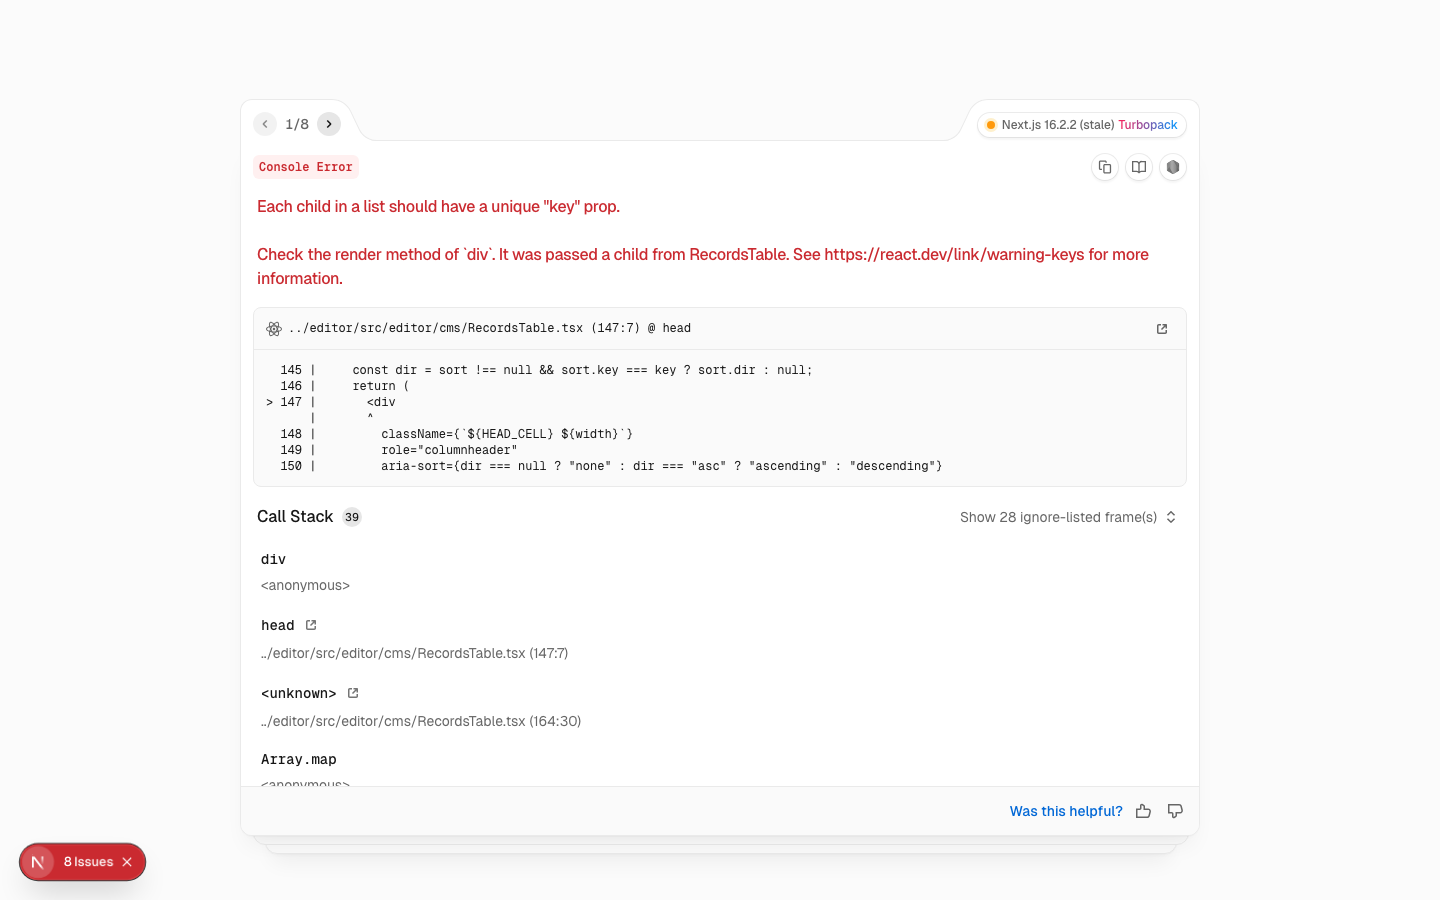 1/8
Next.js 16.2.2 (stale) Turbopack
Console Error
Each child in a list should have a unique "key" prop.
Check the render method of `div`. It was passed a child from RecordsTable. See https://react.dev/link/warning-keys for more
information.
../editor/src/editor/cms/RecordsTable.tsx (147:7) @ head
145 |     const dir = sort !== null && sort.key === key ? sort.dir : null;
146 |     return (
> 147 |       <div
|       ^
148 |         className={`${HEAD_CELL} ${width}`}
149 |         role="columnheader"
150 |         aria-sort={dir === null ? "none" : dir === "asc" ? "ascending" : "descending"}
Call Stack 39
Show 28 ignore-listed frame(s)
div
<anonymous>
head
../editor/src/editor/cms/RecordsTable.tsx (147:7)
<unknown>
../editor/src/editor/cms/RecordsTable.tsx (164:30)
Array.map
<anonymous>
Was this helpful?
N 8 Issues